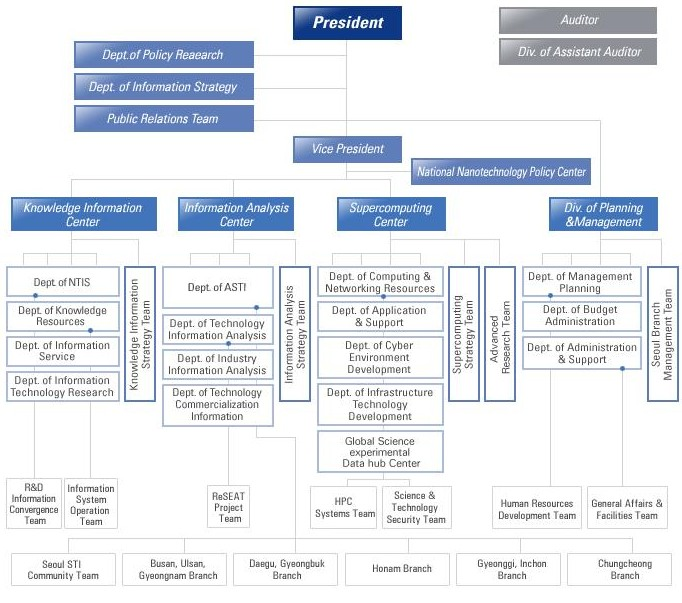 President
Auditor
Div. of Assistant Auditor
Dept.of Policy Reaearch
Dept. of Information Strategy
Public Relations Team
Vice President
National Nanotechnology Policy Center
Knowledge Information
Center
Information Analysis
Center
Supercomputing
Center
Div. of Planning
&Management
Dept. of NTIS
Dept. of Knowledge
Resources
Dept. of Information
Service
Dept. of Information
Technology Research
Knowledge Information
Strategy Team
Dept. of ASTI
Dept. of Technology
Information Analysis
Dept. of Industry
Information Analysis
Dept. of Technology
Commercialization
Information
Information Analysis
Strategy Team
Dept. of Computing &
Networking Resources
Dept. of Application
& Support
Dept. of Cyber
Environment
Development
Dept. of Infrastructure
Technology
Development
Global Science
experimental
Data hub Center
Supercomputing
Strategy Team
Advanced
Research Team
Dept. of Management
Planning
Dept. of Budget
Administration
Dept. of Administration
& Support
Seoul Branch
Management Team
R&D
Information
Convergence
Team
Information
System
Operation
Team
ReSEAT
Project
Team
HPC
Systems Team
Science &
Technology
Security Team
Human Resources
Development Team
General Affairs &
Facilities Team
Seoul STI
Community Team
Busan, Ulsan,
Gyeongnam Branch
Daegu, Gyeongbuk
Branch
Honam Branch
Gyeonggi, Inchon
Branch
Chungcheong
Branch